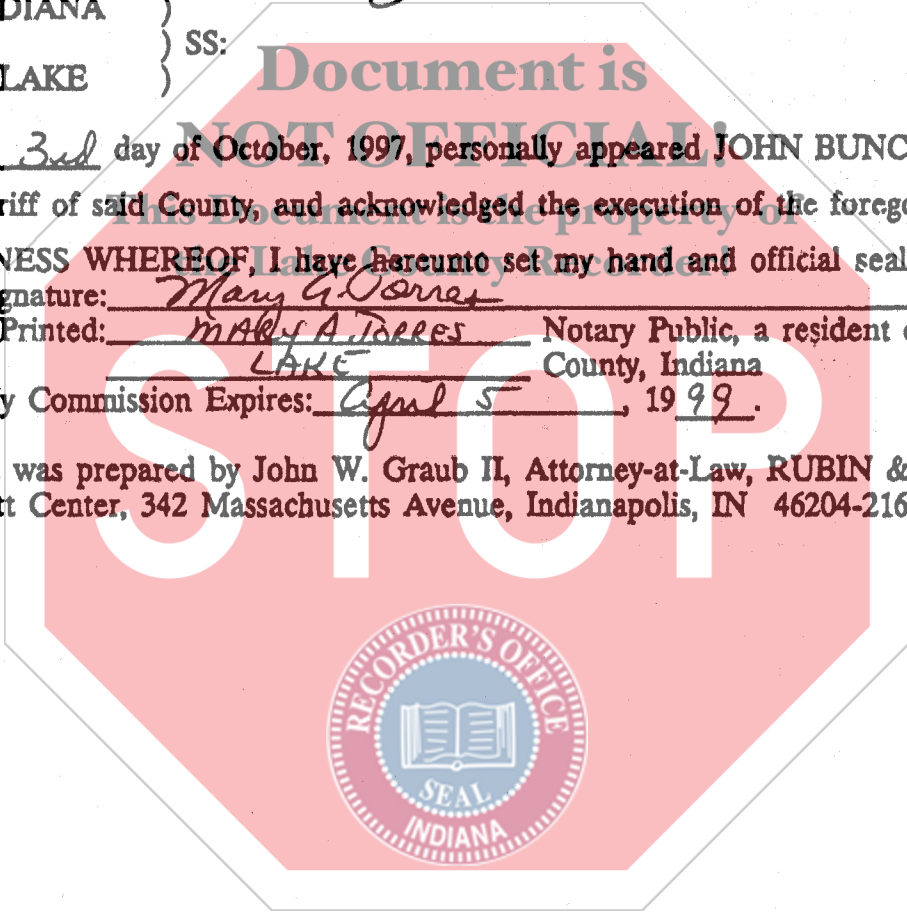 DIANA )
) SS:
LAKE )
Document is
NOT OFFICIAL!
This Document is the property of
the Lake County Recorder!
3rd day of October, 1997, personally appeared JOHN BUNC
riff of said County, and acknowledged the execution of the forego
NESS WHEREOF, I have hereunto set my hand and official seal
gnature: Mary A. Torres
Printed: MARY A. TORRES Notary Public, a resident
LAKE County, Indiana
y Commission Expires: April 5, 1999.
was prepared by John W. Graub II, Attorney-at-Law, RUBIN &
tt Center, 342 Massachusetts Avenue, Indianapolis, IN 46204-216
STOP
RECORDER'S OFFICE
SEAL
INDIANA